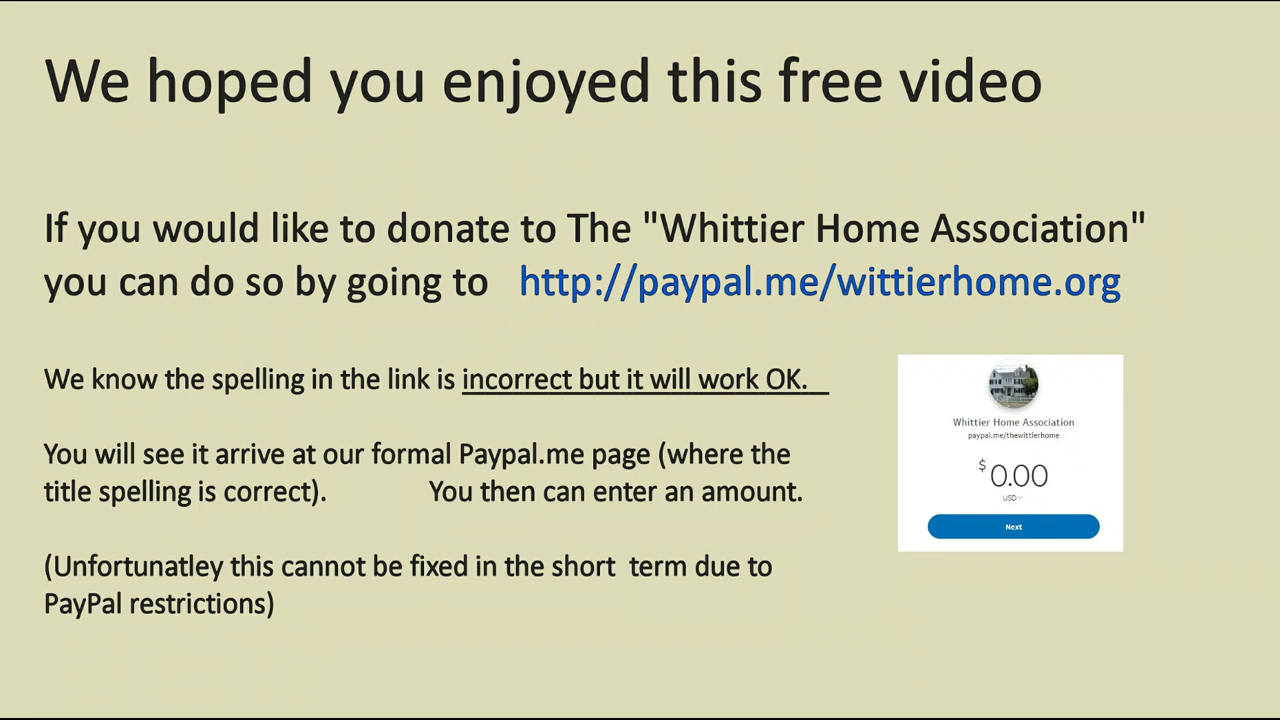 We hoped you enjoyed this free video
If you would like to donate to The "Whittier Home Association"
you can do so by going to http://paypal.me/wittierhome.org
We know the spelling in the link is incorrect but it will work OK.
You will see it arrive at our formal Paypal.me page (where the
title spelling is correct). You then can enter an amount.
(Unfortunatley this cannot be fixed in the short term due to
PayPal restrictions)
Whittier Home Association
paypal.me/thewittierhome
$0.00
USD
Next